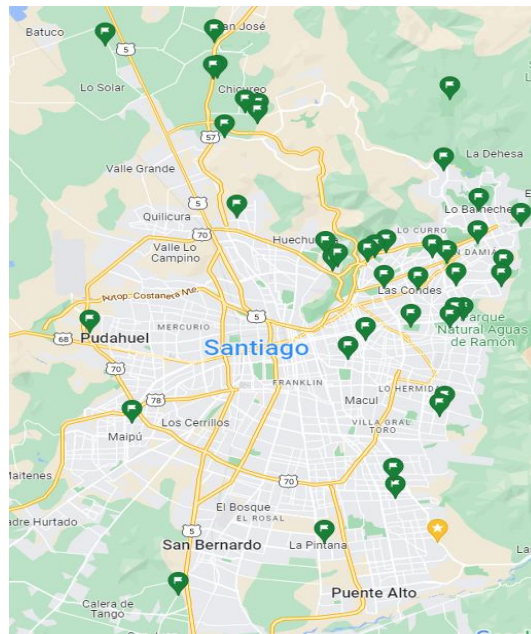 Batuco
5
San José
Lo Solar
Chicureo
57
La Dehesa
Valle Grande
5
Lo Barnechea
Quilicura
70
Huechuraba
LO CURRO
Valle Lo
Campino
SAN DAMIÁN
Las Condes
Autop. Costanera
5
MERCURIO
Pudahuel
68
Santiago
Parque
Natural Aguas
de Ramón
70
FRANKLIN
LO HERMIDA
78
Macul
Los Cerrillos
VILLA GRAL
TORO
Maipú
Maitenes
70
El Bosque
EL ROSAL
Padre Hurtado
5
San Bernardo
La Pintana
Puente Alto
Calera de
Tango